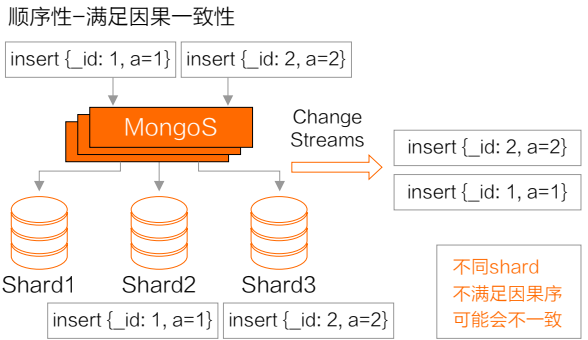 顺序性-满足因果一致性
insert {_id: 1, a=1}
insert {_id: 2, a=2}
MongoS
Change
Streams
insert {_id: 2, a=2}
insert {_id: 1, a=1}
Shard1
Shard2
Shard3
insert {_id: 1, a=1}
insert {_id: 2, a=2}
不同shard
不满足因果序
可能会不一致